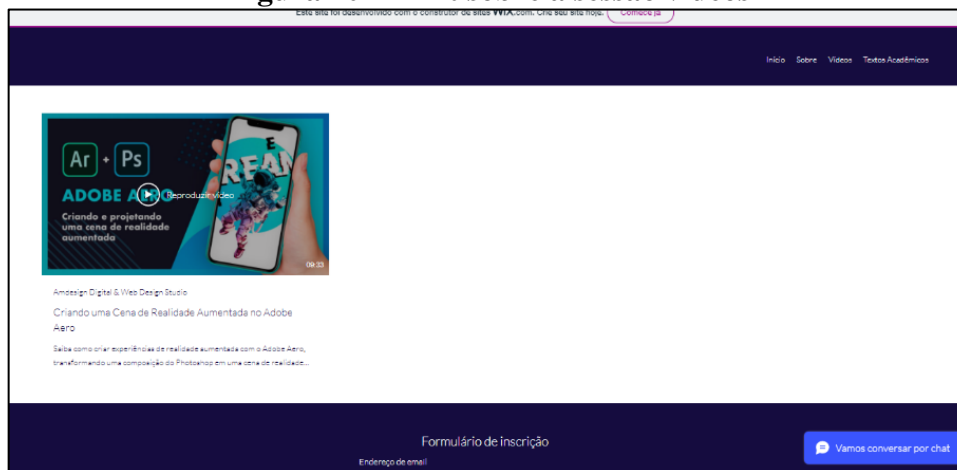 Este site foi desenvolvido com o construtor de sites WIX.com. Crie seu site hoje. Comece já
Início Sobre Vídeos Textos Acadêmicos
Ar + Ps
ADOBE
Reproduzir vídeo
Criando e projetando
uma cena de realidade
aumentada
09:33
Amdesign Digital & Web Design Studio
Criando uma Cena de Realidade Aumentada no Adobe
Aero
Saiba como criar experiências de realidade aumentada com o Adobe Aero,
transformando uma composição do Photoshop em uma cena de realidade...
Formulário de inscrição
Endereço de email
Vamos conversar por chat